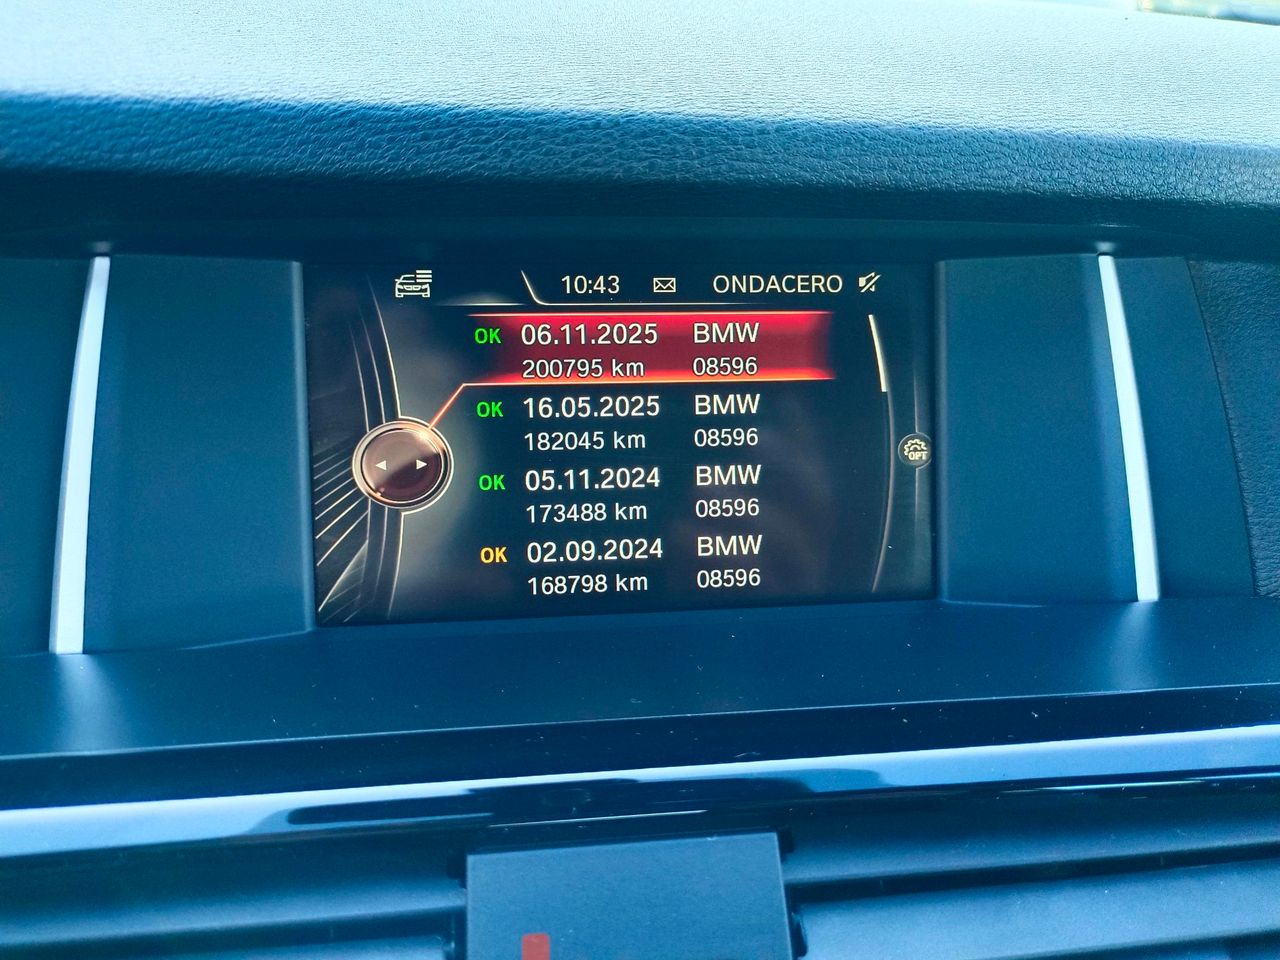 10:43 ONDACERO
OK 06.11.2025 BMW
200795 km 08596
OK 16.05.2025 BMW
182045 km 08596
OK 05.11.2024 BMW
173488 km 08596
OK 02.09.2024 BMW
168798 km 08596
OPT